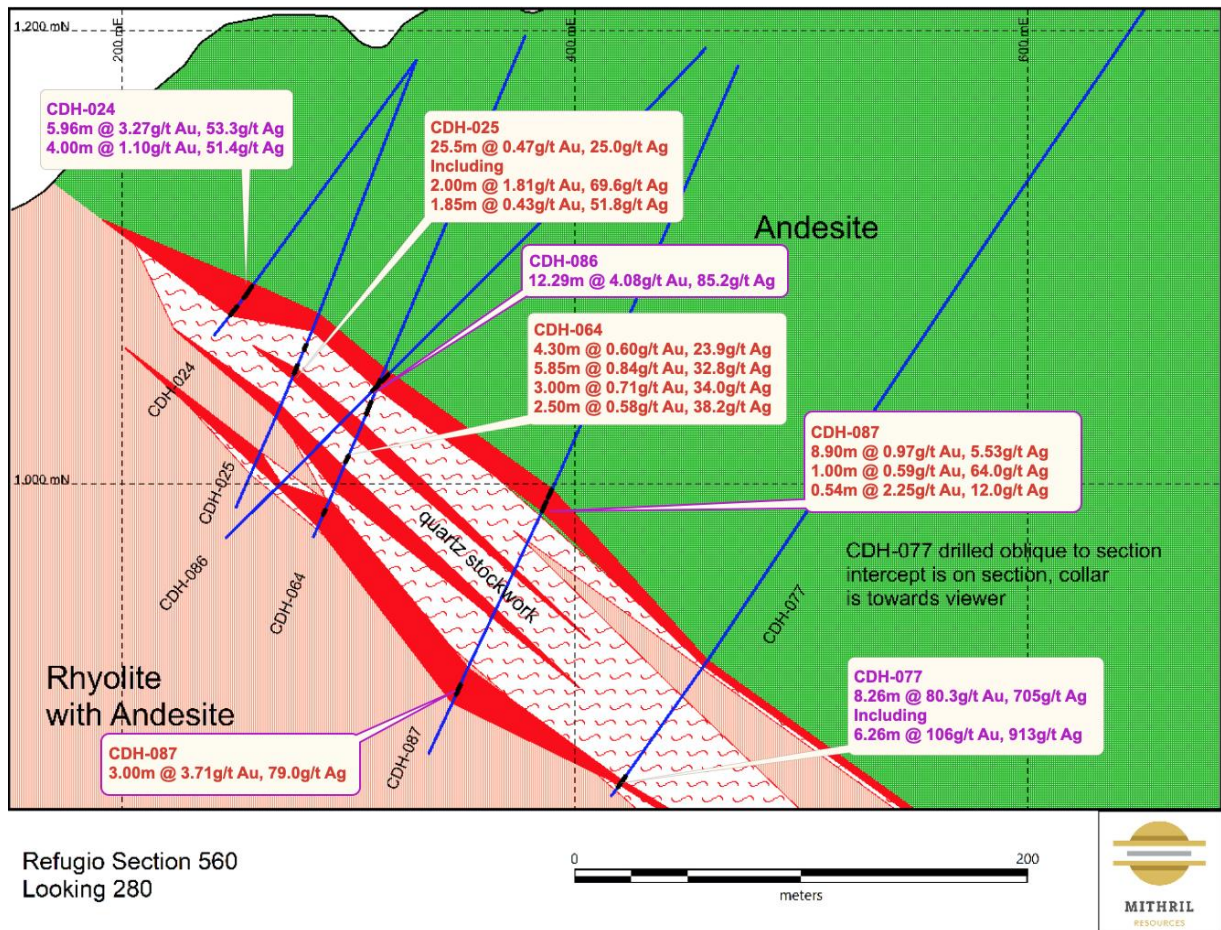 1,200 mN
200 mE
400 mE
600 mE
CDH-024
5.96m @ 3.27g/t Au, 53.3g/t Ag
4.00m @ 1.10g/t Au, 51.4g/t Ag
CDH-025
25.5m @ 0.47g/t Au, 25.0g/t Ag
Including
2.00m @ 1.81g/t Au, 69.6g/t Ag
1.85m @ 0.43g/t Au, 51.8g/t Ag
Andesite
CDH-086
12.29m @ 4.08g/t Au, 85.2g/t Ag
CDH-064
4.30m @ 0.60g/t Au, 23.9g/t Ag
5.85m @ 0.84g/t Au, 32.8g/t Ag
3.00m @ 0.71g/t Au, 34.0g/t Ag
2.50m @ 0.58g/t Au, 38.2g/t Ag
CDH-024
CDH-087
8.90m @ 0.97g/t Au, 5.53g/t Ag
1.00m @ 0.59g/t Au, 64.0g/t Ag
0.54m @ 2.25g/t Au, 12.0g/t Ag
1,000 mN
CDH-025
CDH-086
CDH-064
quartz stockwork
CDH-077 drilled oblique to section
intercept is on section, collar
is towards viewer
CDH-077
Rhyolite
with Andesite
CDH-077
8.26m @ 80.3g/t Au, 705g/t Ag
Including
6.26m @ 106g/t Au, 913g/t Ag
CDH-087
3.00m @ 3.71g/t Au, 79.0g/t Ag
CDH-087
Refugio Section 560
Looking 280
0
200
meters
MITHRIL
RESOURCES